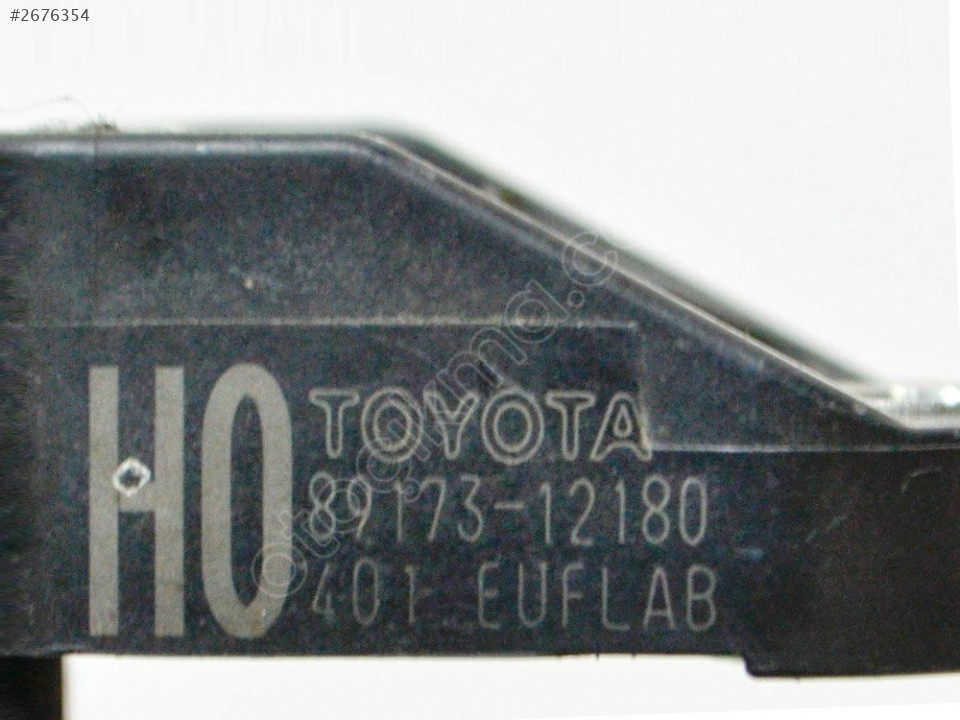 #2676354
HO
TOYOTA
89173-12180
401 EUFLAB